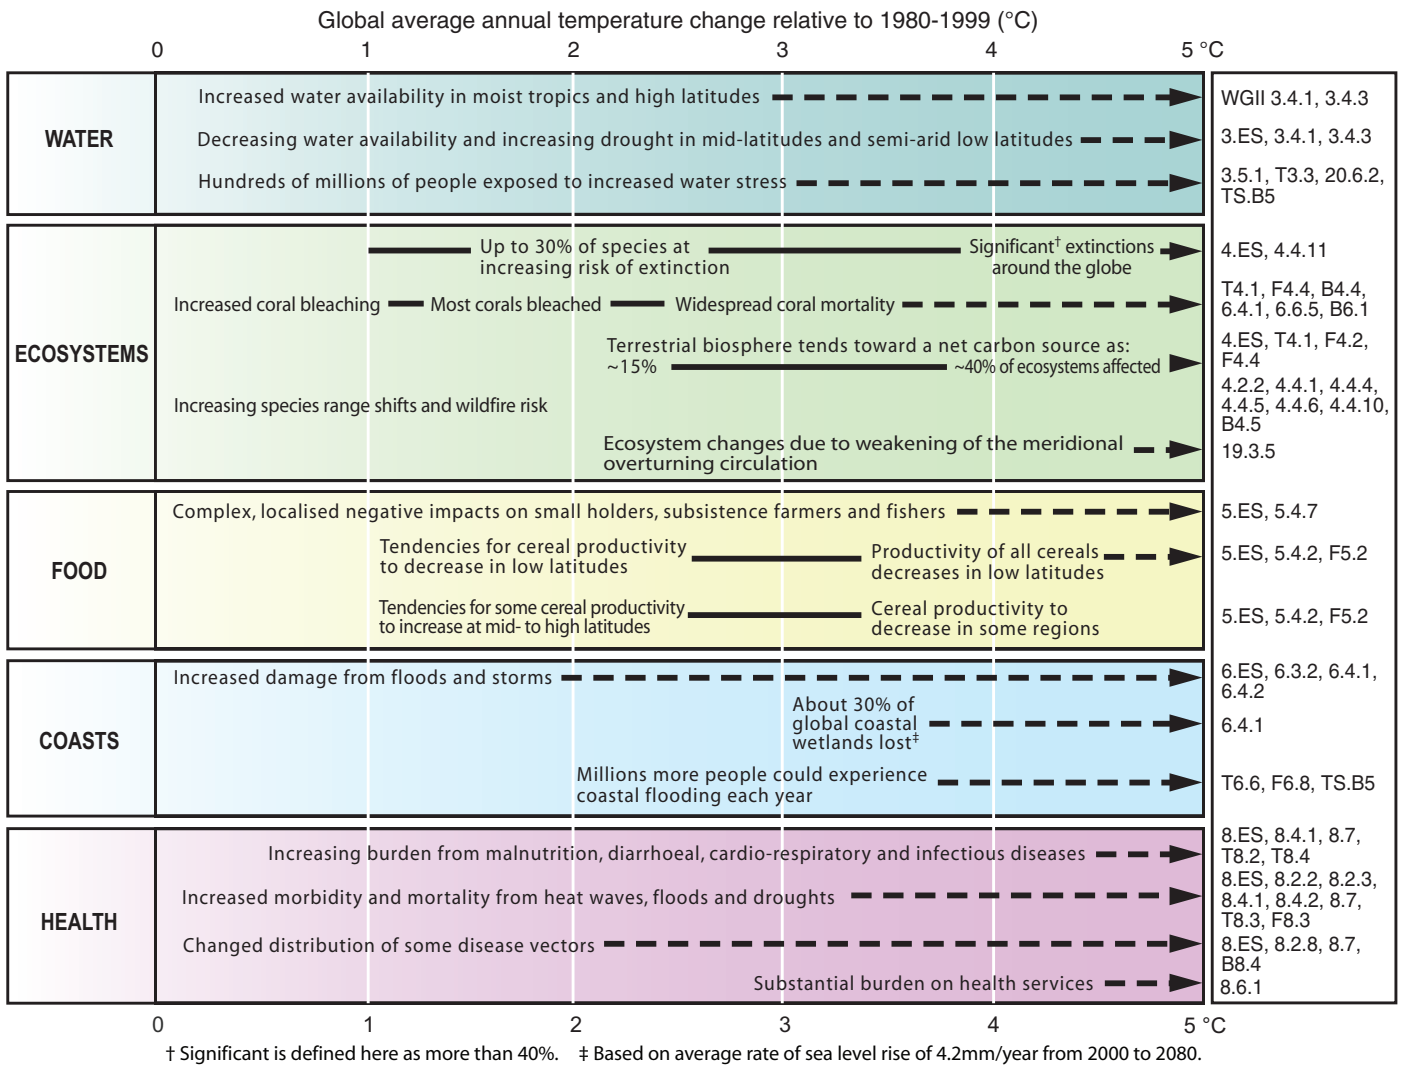 Global average annual temperature change relative to 1980-1999 (°C)
0 1 2 3 4 5 °C
WATER
Increased water availability in moist tropics and high latitudes
WGII 3.4.1, 3.4.3
Decreasing water availability and increasing drought in mid-latitudes and semi-arid low latitudes
3.ES, 3.4.1, 3.4.3
Hundreds of millions of people exposed to increased water stress
3.5.1, T3.3, 20.6.2,
TS.B5
ECOSYSTEMS
Up to 30% of species at
increasing risk of extinction
Significant† extinctions
around the globe
4.ES, 4.4.11
Increased coral bleaching
Most corals bleached
Widespread coral mortality
T4.1, F4.4, B4.4,
6.4.1, 6.6.5, B6.1
Terrestrial biosphere tends toward a net carbon source as:
~15%
~40% of ecosystems affected
4.ES, T4.1, F4.2,
F4.4
Increasing species range shifts and wildfire risk
4.2.2, 4.4.1, 4.4.4,
4.4.5, 4.4.6, 4.4.10,
B4.5
Ecosystem changes due to weakening of the meridional
overturning circulation
19.3.5
FOOD
Complex, localised negative impacts on small holders, subsistence farmers and fishers
5.ES, 5.4.7
Tendencies for cereal productivity
to decrease in low latitudes
Productivity of all cereals
decreases in low latitudes
5.ES, 5.4.2, F5.2
Tendencies for some cereal productivity
to increase at mid- to high latitudes
Cereal productivity to
decrease in some regions
5.ES, 5.4.2, F5.2
COASTS
Increased damage from floods and storms
6.ES, 6.3.2, 6.4.1,
6.4.2
About 30% of
global coastal
wetlands lost‡
6.4.1
Millions more people could experience
coastal flooding each year
T6.6, F6.8, TS.B5
HEALTH
Increasing burden from malnutrition, diarrhoeal, cardio-respiratory and infectious diseases
8.ES, 8.4.1, 8.7,
T8.2, T8.4
Increased morbidity and mortality from heat waves, floods and droughts
8.ES, 8.2.2, 8.2.3,
8.4.1, 8.4.2, 8.7,
T8.3, F8.3
Changed distribution of some disease vectors
8.ES, 8.2.8, 8.7,
B8.4
Substantial burden on health services
8.6.1
0 1 2 3 4 5 °C
† Significant is defined here as more than 40%. ‡ Based on average rate of sea level rise of 4.2mm/year from 2000 to 2080.